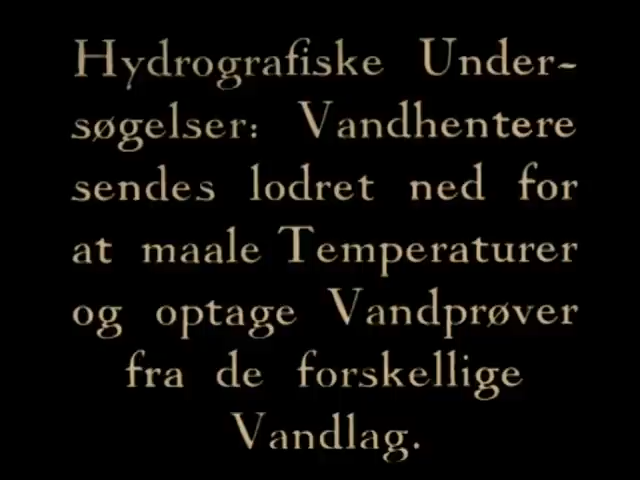 Hydrografiske Under-
søgelser: Vandhentere
sendes lodret ned for
at maale Temperaturer
og optage Vandprøver
fra de forskellige
Vandlag.